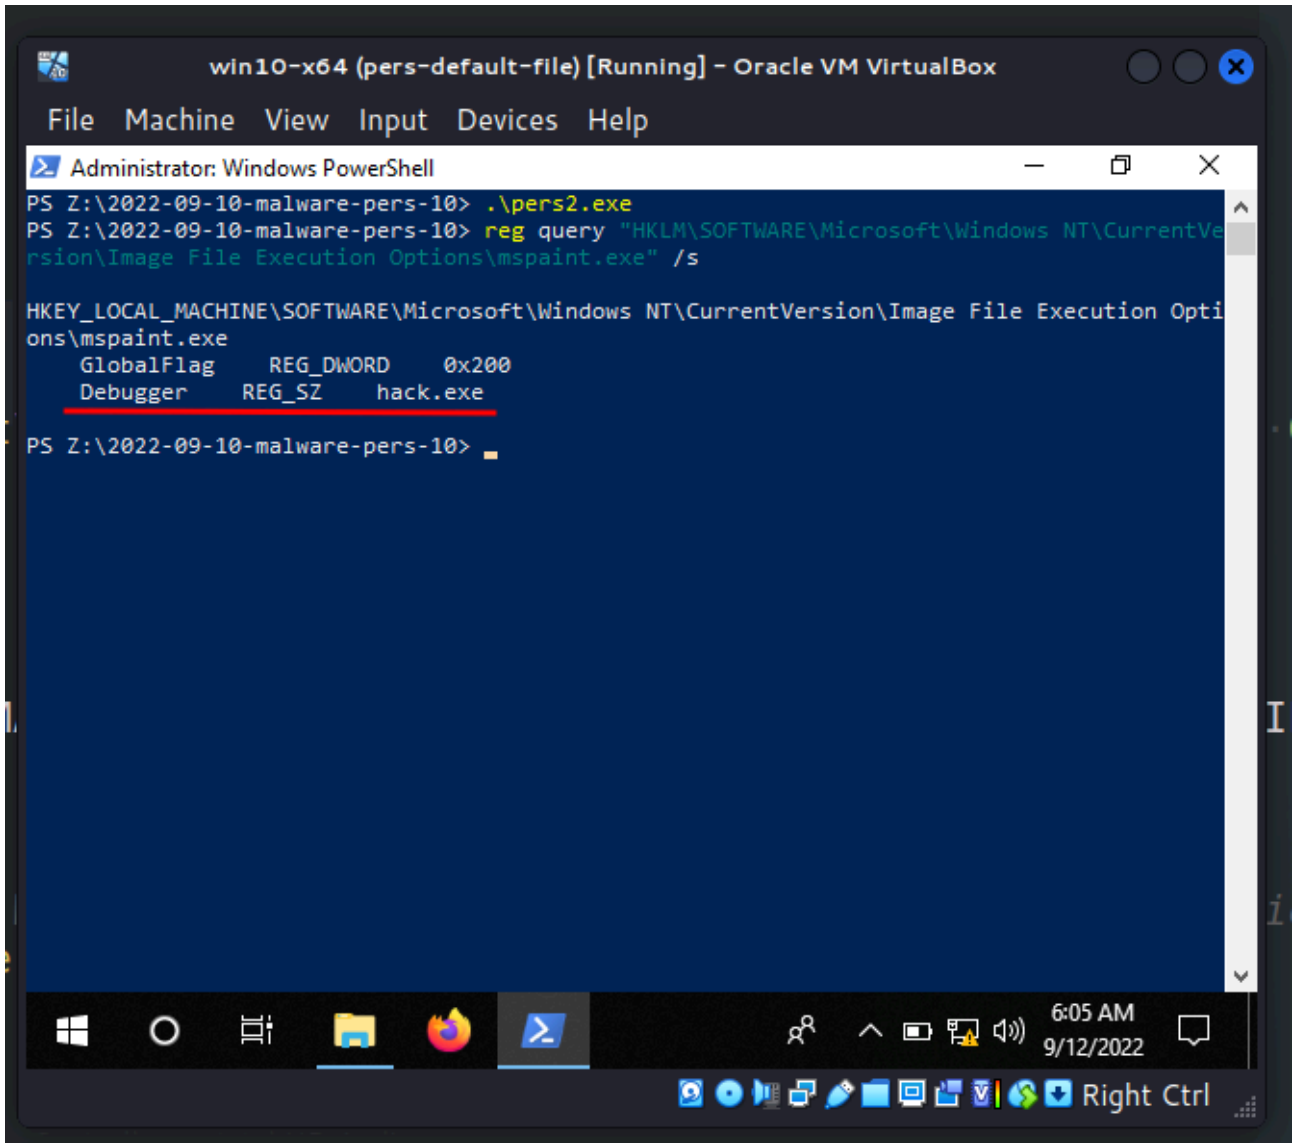 win10-x64 (pers-default-file) [Running] - Oracle VM VirtualBox
File Machine View Input Devices Help
Administrator: Windows PowerShell
PS Z:\2022-09-10-malware-pers-10> .\pers2.exe
PS Z:\2022-09-10-malware-pers-10> reg query "HKLM\SOFTWARE\Microsoft\Windows NT\CurrentVe
rsion\Image File Execution Options\mspaint.exe" /s
HKEY_LOCAL_MACHINE\SOFTWARE\Microsoft\Windows NT\CurrentVersion\Image File Execution Opti
ons\mspaint.exe
GlobalFlag REG_DWORD 0x200
Debugger REG_SZ hack.exe
PS Z:\2022-09-10-malware-pers-10>
6:05 AM
9/12/2022
Right Ctrl